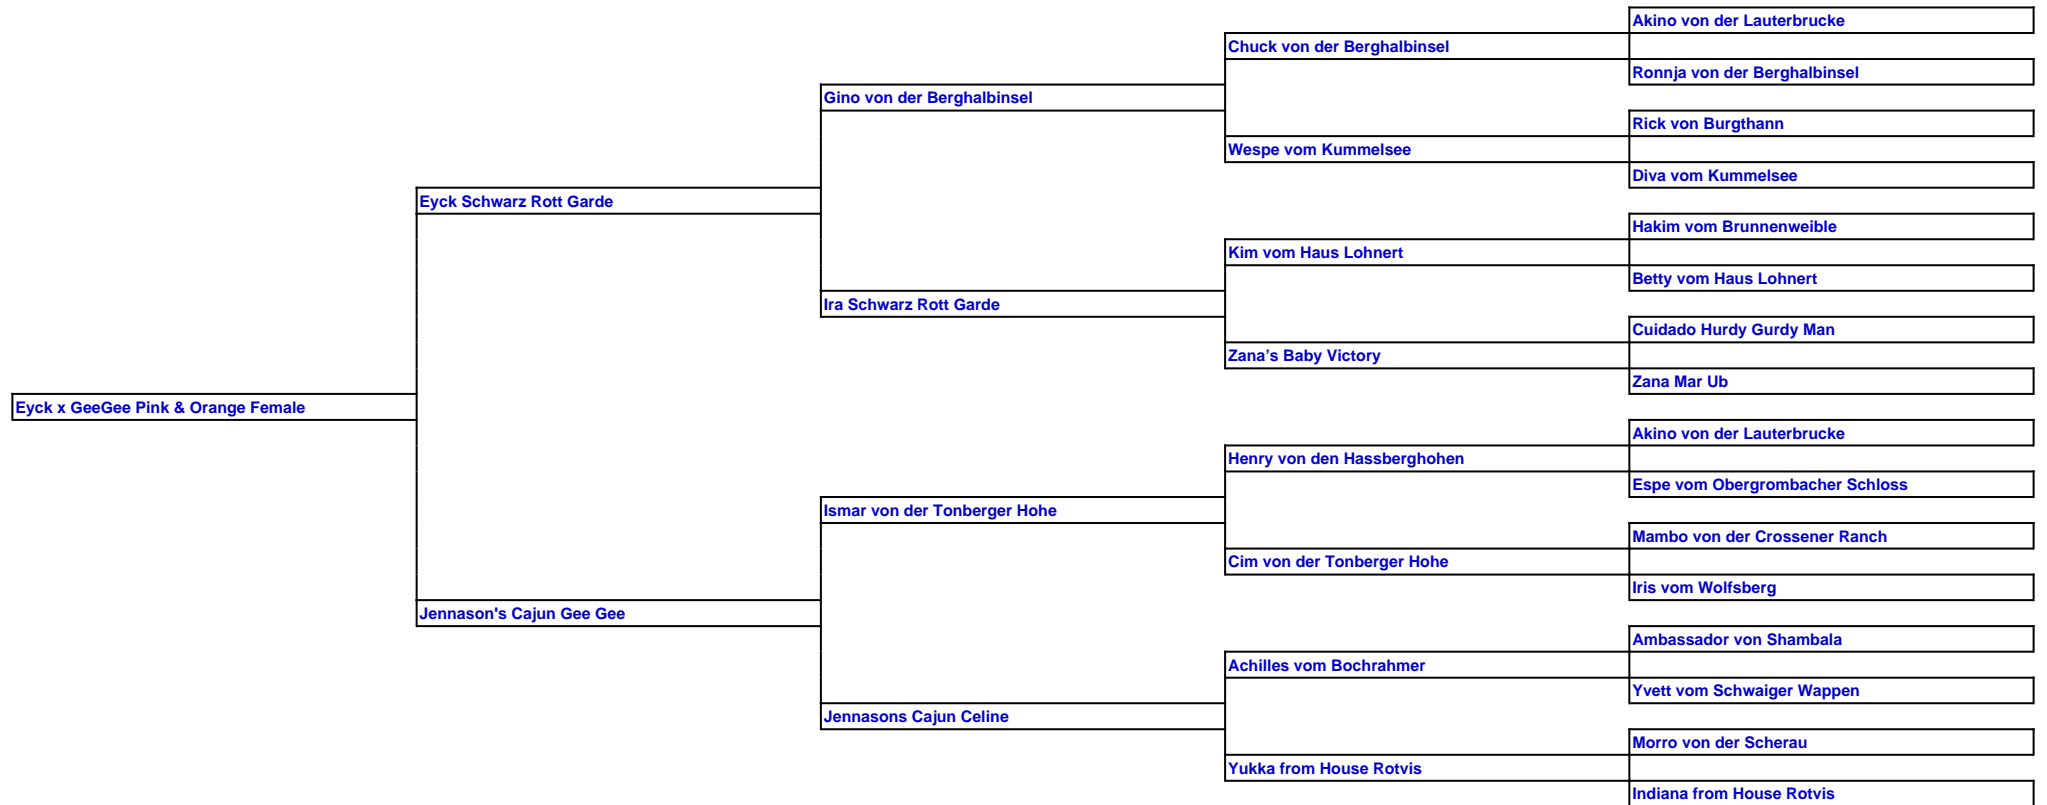 Akino von der Lauterbrucke
Chuck von der Berghalbinsel
Ronnja von der Berghalbinsel
Gino von der Berghalbinsel
Rick von Burgthann
Wespe vom Kummelsee
Diva vom Kummelsee
Eyck Schwarz Rott Garde
Hakim vom Brunnenweible
Kim vom Haus Lohnert
Betty vom Haus Lohnert
Ira Schwarz Rott Garde
Cuidado Hurdy Gurdy Man
Zana’s Baby Victory
Zana Mar Ub
Eyck x GeeGee Pink & Orange Female
Akino von der Lauterbrucke
Henry von den Hassberghohen
Espe vom Obergrombacher Schloss
Ismar von der Tonberger Hohe
Mambo von der Crossener Ranch
Cim von der Tonberger Hohe
Iris vom Wolfsberg
Jennason's Cajun Gee Gee
Ambassador von Shambala
Achilles vom Bochrahmer
Yvett vom Schwaiger Wappen
Jennasons Cajun Celine
Morro von der Scherau
Yukka from House Rotvis
Indiana from House Rotvis